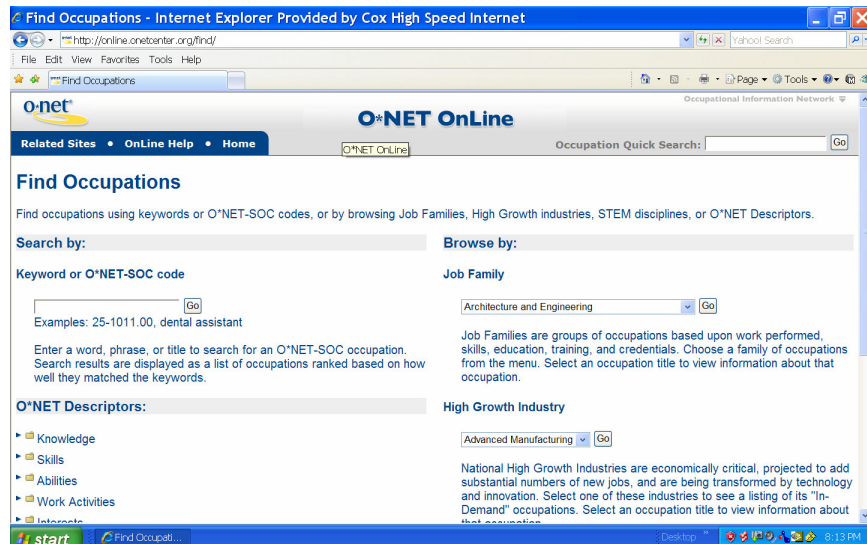 Find Occupations - Internet Explorer Provided by Cox High Speed Internet
http://online.onetcenter.org/find/
Yahoo! Search
File Edit View Favorites Tools Help
Find Occupations
Page Tools
o·net
Occupational Information Network
O*NET OnLine
Related Sites • OnLine Help • Home
O*NET OnLine
Occupation Quick Search: Go
Find Occupations
Find occupations using keywords or O*NET-SOC codes, or by browsing Job Families, High Growth industries, STEM disciplines, or O*NET Descriptors.
Search by:
Keyword or O*NET-SOC code
Go
Examples: 25-1011.00, dental assistant
Enter a word, phrase, or title to search for an O*NET-SOC occupation.
Search results are displayed as a list of occupations ranked based on how
well they matched the keywords.
O*NET Descriptors:
Knowledge
Skills
Abilities
Work Activities
Interests
Browse by:
Job Family
Architecture and Engineering Go
Job Families are groups of occupations based upon work performed,
skills, education, training, and credentials. Choose a family of occupations
from the menu. Select an occupation title to view information about that
occupation.
High Growth Industry
Advanced Manufacturing Go
National High Growth Industries are economically critical, projected to add
substantial numbers of new jobs, and are being transformed by technology
and innovation. Select one of these industries to see a listing of its "In-
Demand" occupations. Select an occupation title to view information about
that occupation.
start
Find Occupati...
Desktop »
8:13 PM